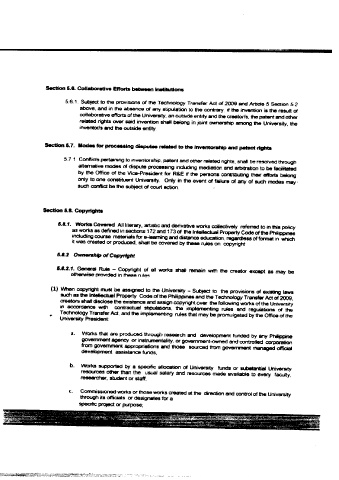 Section 5.6. Collaborative Efforts between Institutions
5.6.1 Subject to the provisions of the Technology Transfer Act of 2009 and Article 5 Section 5.2
above, and in the absence of any stipulation to the contrary, if the invention is the result of
collaborative efforts of the University, an outside entity and the creator/s, the patent and other
related rights over said invention shall belong in joint ownership among the University, the
inventor/s and the outside entity
Section 5.7. Modes for processing disputes related to the inventorship and patent rights
5.7.1 Conflicts pertaining to inventorship, patent and other related rights, shall be resolved through
alternative modes of dispute processing including mediation and arbitration to be facilitated
by the Office of the Vice-President for R&E if the persons contributing their efforts belong
only to one constituent University. Only in the event of failure of any of such modes may
such conflict be the subject of court action
Section 5.8. Copyrights
5.8.1. Works Covered All literary, artistic and derivative works collectively referred to in this policy
as works as defined in sections 172 and 173 of the Intellectual Property Code of the Philippines
including course materials for e-learning and distance education, regardless of format in which
it was created or produced, shall be covered by these rules on copyright
5.8.2 Ownership of Copyright
5.8.2.1. General Rule – Copyright of all works shall remain with the creator except as may be
otherwise provided in these rules
(1) When copyright must be assigned to the University – Subject to the provisions of existing laws
such as the Intellectual Property Code of the Philippines and the Technology Transfer Act of 2009,
creators shall disclose the existence and assign copyright over the following works of the University
in accordance with contractual stipulations, the implementing rules and regulations of the
Technology Transfer Act and the implementing rules that may be promulgated by the Office of the
University President
a. Works that are produced through research and development funded by any Philippine
government agency or instrumentality, or government-owned and controlled corporation
from government appropriations and those sourced from government managed official
development assistance funds,
b. Works supported by a specific allocation of University funds or substantial University
resources other than the usual salary and resources made available to every faculty,
researcher, student or staff.
c. Commissioned works or those works created at the direction and control of the University
through its officials or designates for a
specific project or purpose;